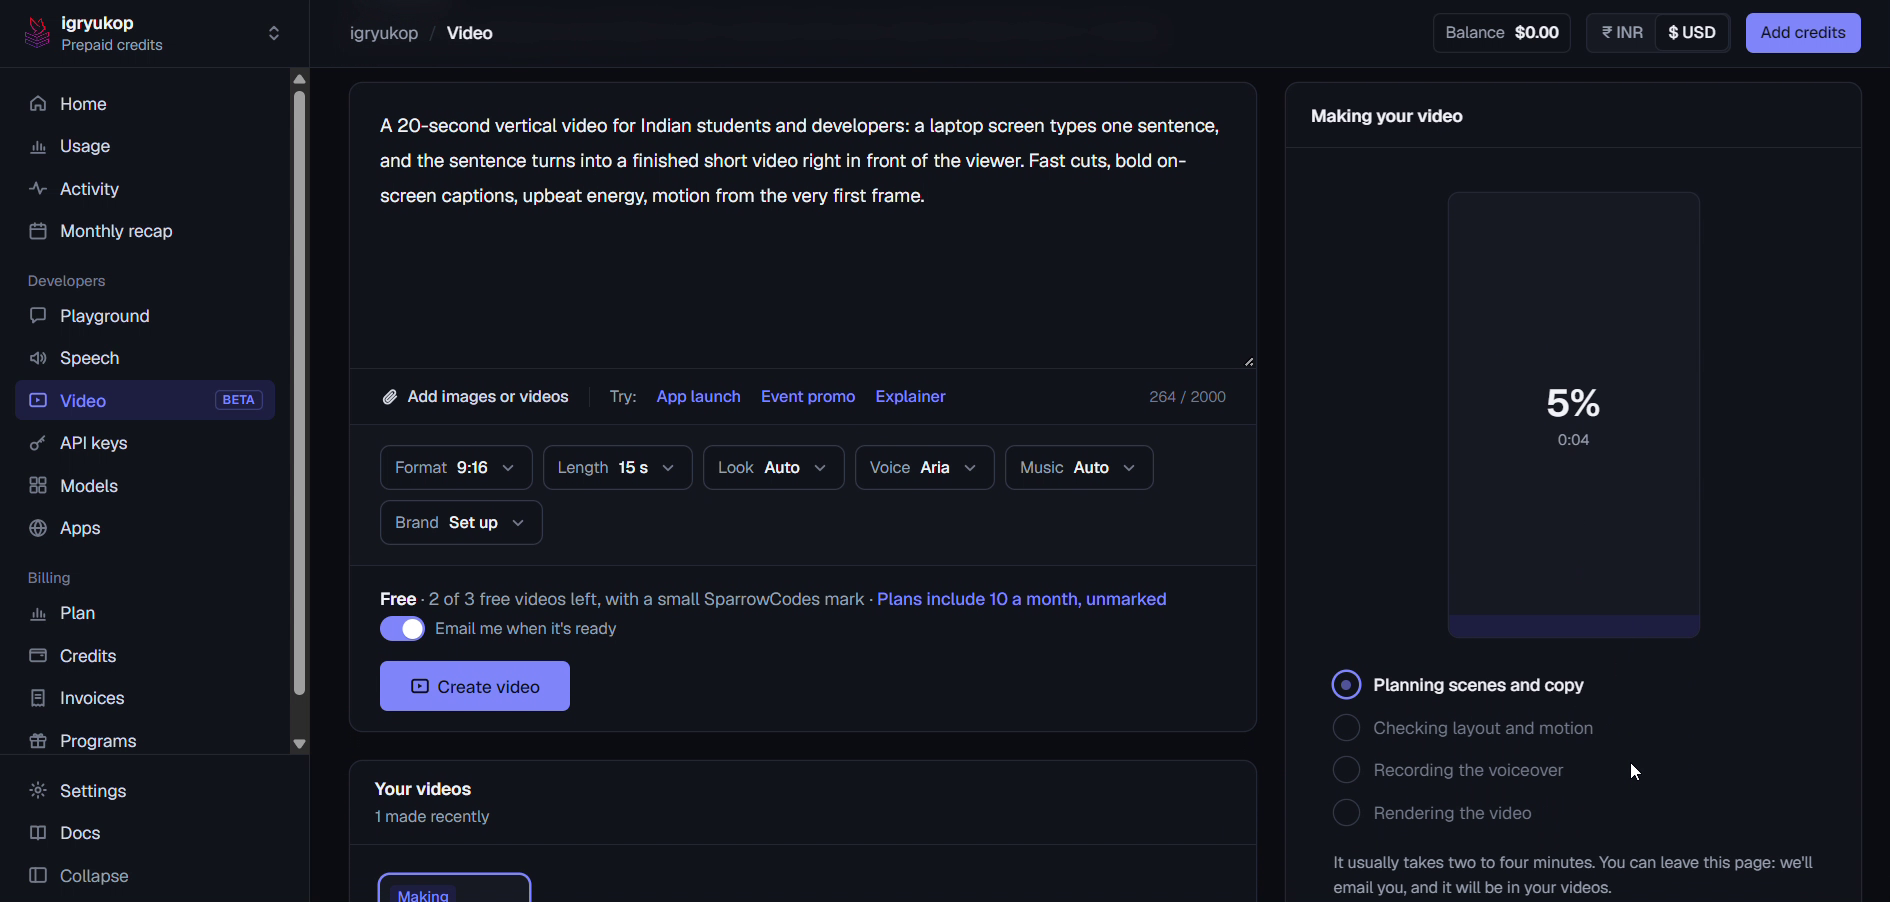 igryukop
Prepaid credits
Home
Usage
Activity
Monthly recap
Developers
Playground
Speech
Video BETA
API keys
Models
Apps
Billing
Plan
Credits
Invoices
Programs
Settings
Docs
Collapse
igryukop / Video
Balance $0.00
₹ INR $ USD
Add credits
A 20-second vertical video for Indian students and developers: a laptop screen types one sentence,
and the sentence turns into a finished short video right in front of the viewer. Fast cuts, bold on-
screen captions, upbeat energy, motion from the very first frame.
Add images or videos Try: App launch Event promo Explainer 264 / 2000
Format 9:16 Length 15 s Look Auto Voice Aria Music Auto
Brand Set up
Free · 2 of 3 free videos left, with a small SparrowCodes mark · Plans include 10 a month, unmarked
Email me when it's ready
Create video
Your videos
1 made recently
Making
Making your video
5%
0:04
Planning scenes and copy
Checking layout and motion
Recording the voiceover
Rendering the video
It usually takes two to four minutes. You can leave this page: we'll
email you, and it will be in your videos.